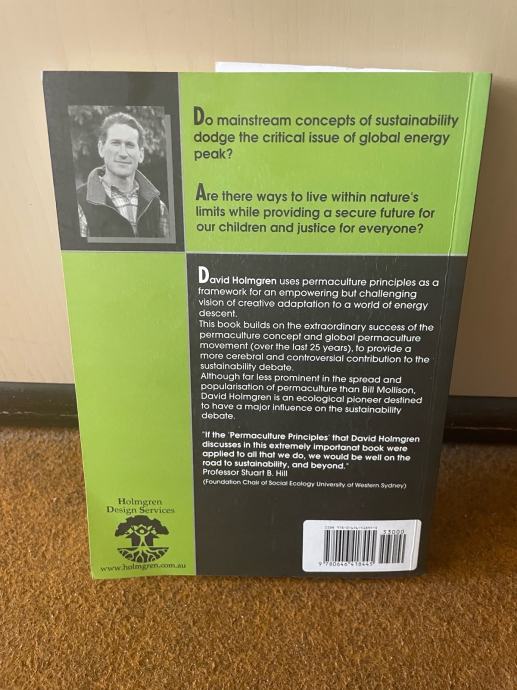 Do mainstream concepts of sustainability
dodge the critical issue of global energy
peak?
Are there ways to live within nature's
limits while providing a secure future for
our children and justice for everyone?
David Holmgren uses permaculture principles as a
framework for an empowering but challenging
vision of creative adaptation to a world of energy
descent.
This book builds on the extraordinary success of the
permaculture concept and global permaculture
movement (over the last 25 years), to provide a
more cerebral and controversial contribution to the
sustainability debate.
Although far less prominent in the spread and
popularisation of permaculture than Bill Mollison,
David Holmgren is an ecological pioneer destined
to have a major influence on the sustainability
debate.
"If the 'Permaculture Principles' that David Holmgren
discusses in this extremely importanat book were
applied to all that we do, we would be well on the
road to sustainability, and beyond."
Professor Stuart B. Hill
(Foundation Chair of Social Ecology University of Western Sydney)
Holmgren
Design Services
www.holmgren.com.au
53000
9 780646 418445